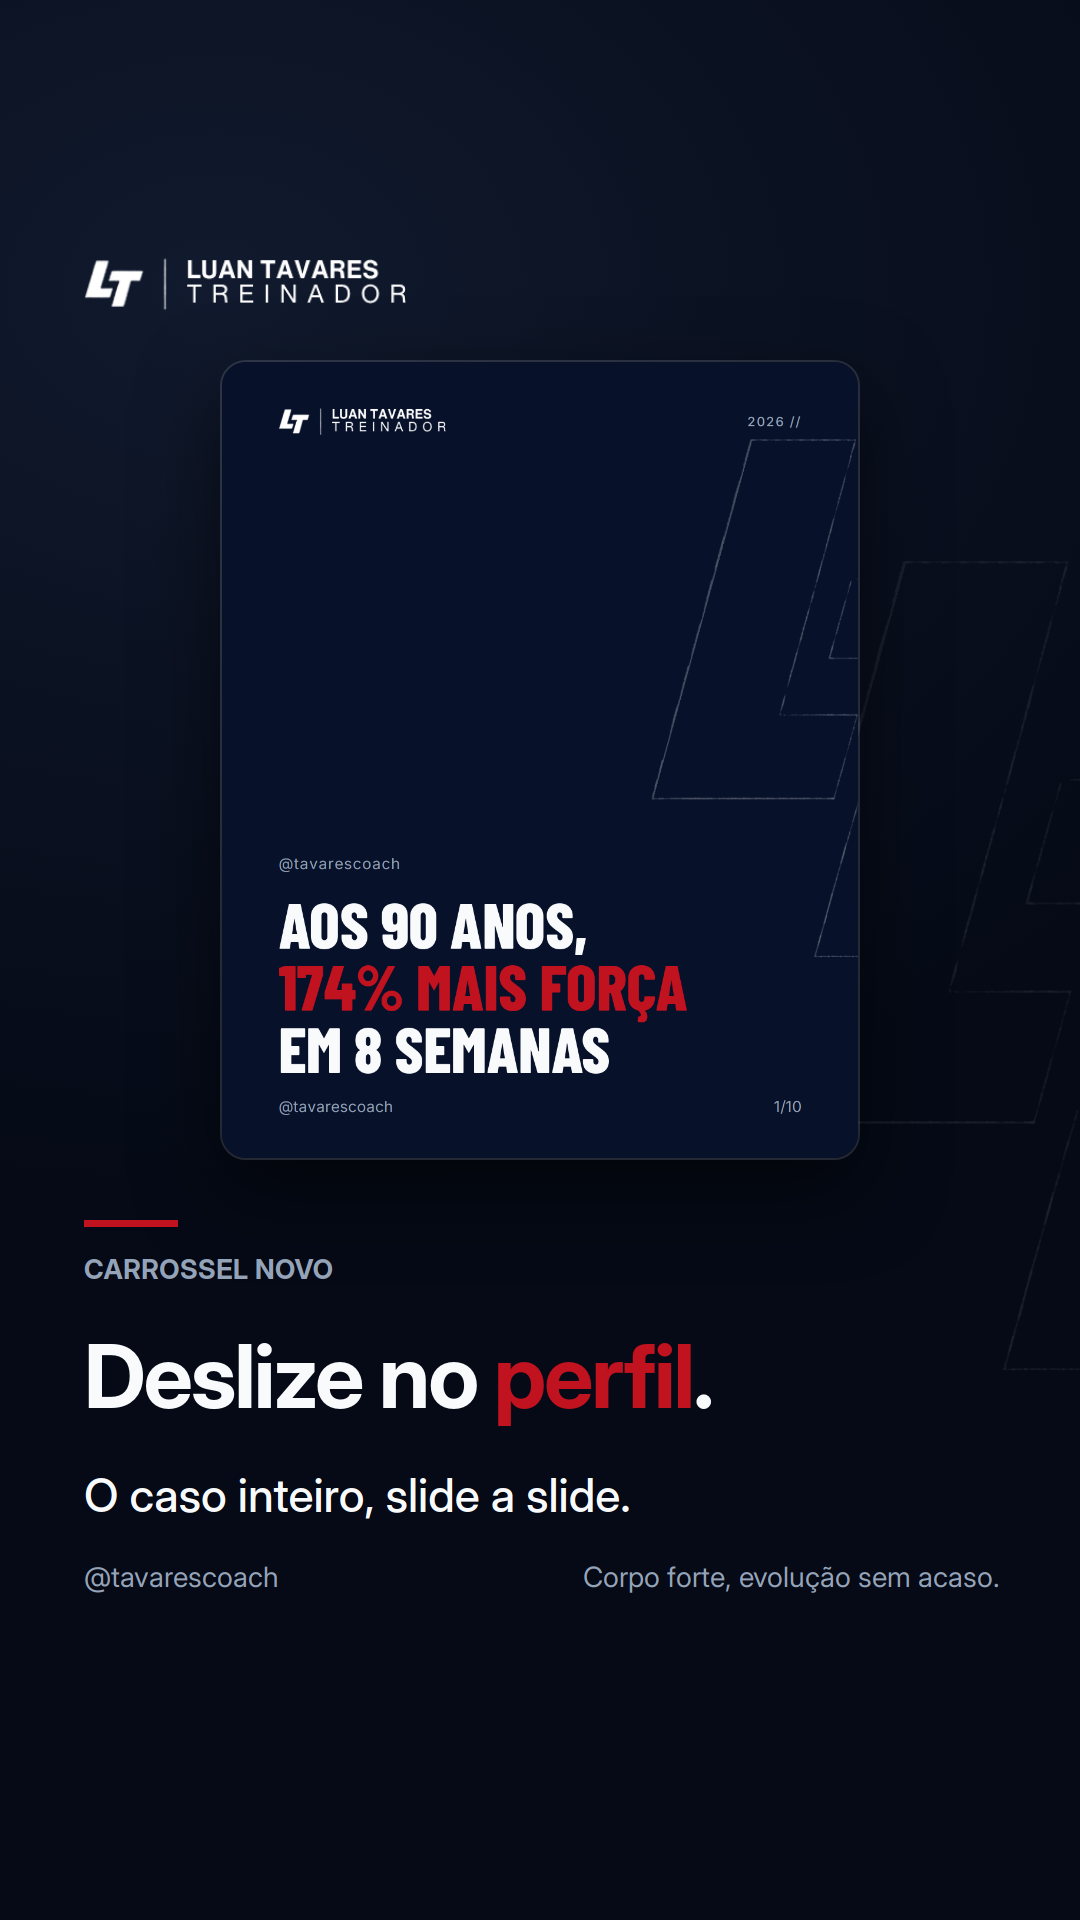 LUAN TAVARES
TREINADOR
LUAN TAVARES
TREINADOR
2026 //
@tavarescoach
AOS 90 ANOS,
174% MAIS FORÇA
EM 8 SEMANAS
@tavarescoach
1/10
CARROSSEL NOVO
Deslize no perfil.
O caso inteiro, slide a slide.
@tavarescoach
Corpo forte, evolução sem acaso.